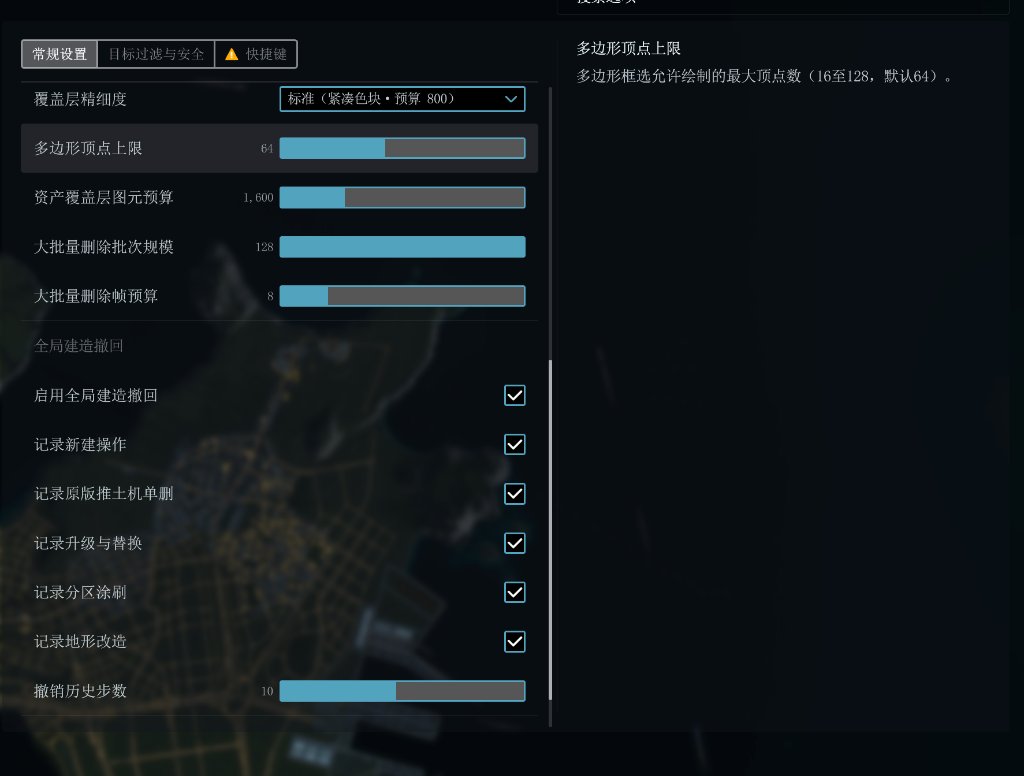 常规设置
目标过滤与安全
快捷键
覆盖层精细度
标准（紧凑色块·预算 800）
多边形顶点上限
64
资产覆盖层图元预算
1,600
大批量删除批次规模
128
大批量删除帧预算
8
全局建造撤回
启用全局建造撤回
记录新建操作
记录原版推土机单删
记录升级与替换
记录分区涂刷
记录地形改造
撤销历史步数
10
多边形顶点上限
多边形框选允许绘制的最大顶点数（16至128，默认64）。